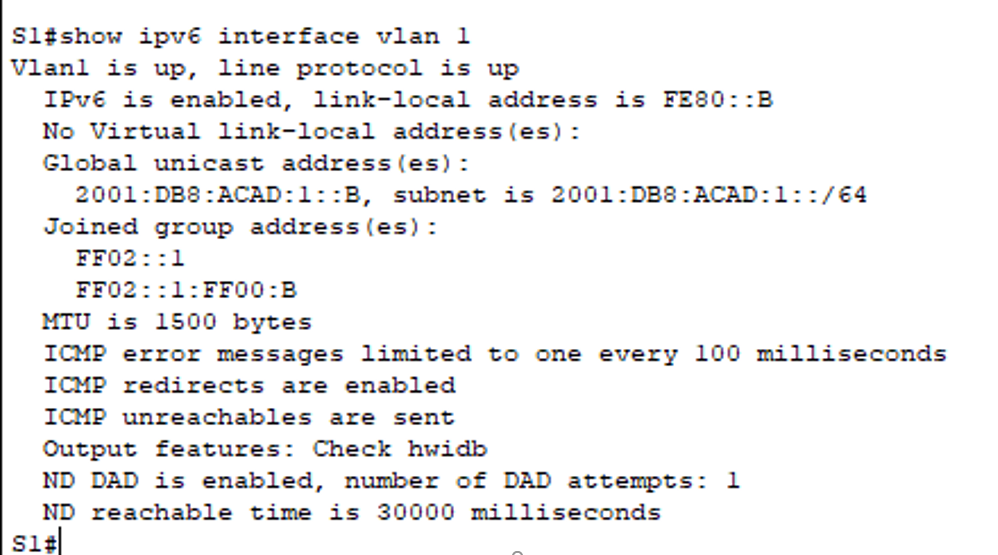 S1#show ipv6 interface vlan 1
Vlan1 is up, line protocol is up
IPv6 is enabled, link-local address is FE80::B
No Virtual link-local address(es):
Global unicast address(es):
2001:DB8:ACAD:1::B, subnet is 2001:DB8:ACAD:1::/64
Joined group address(es):
FF02::1
FF02::1:FF00:B
MTU is 1500 bytes
ICMP error messages limited to one every 100 milliseconds
ICMP redirects are enabled
ICMP unreachables are sent
Output features: Check hwidb
ND DAD is enabled, number of DAD attempts: 1
ND reachable time is 30000 milliseconds
S1#